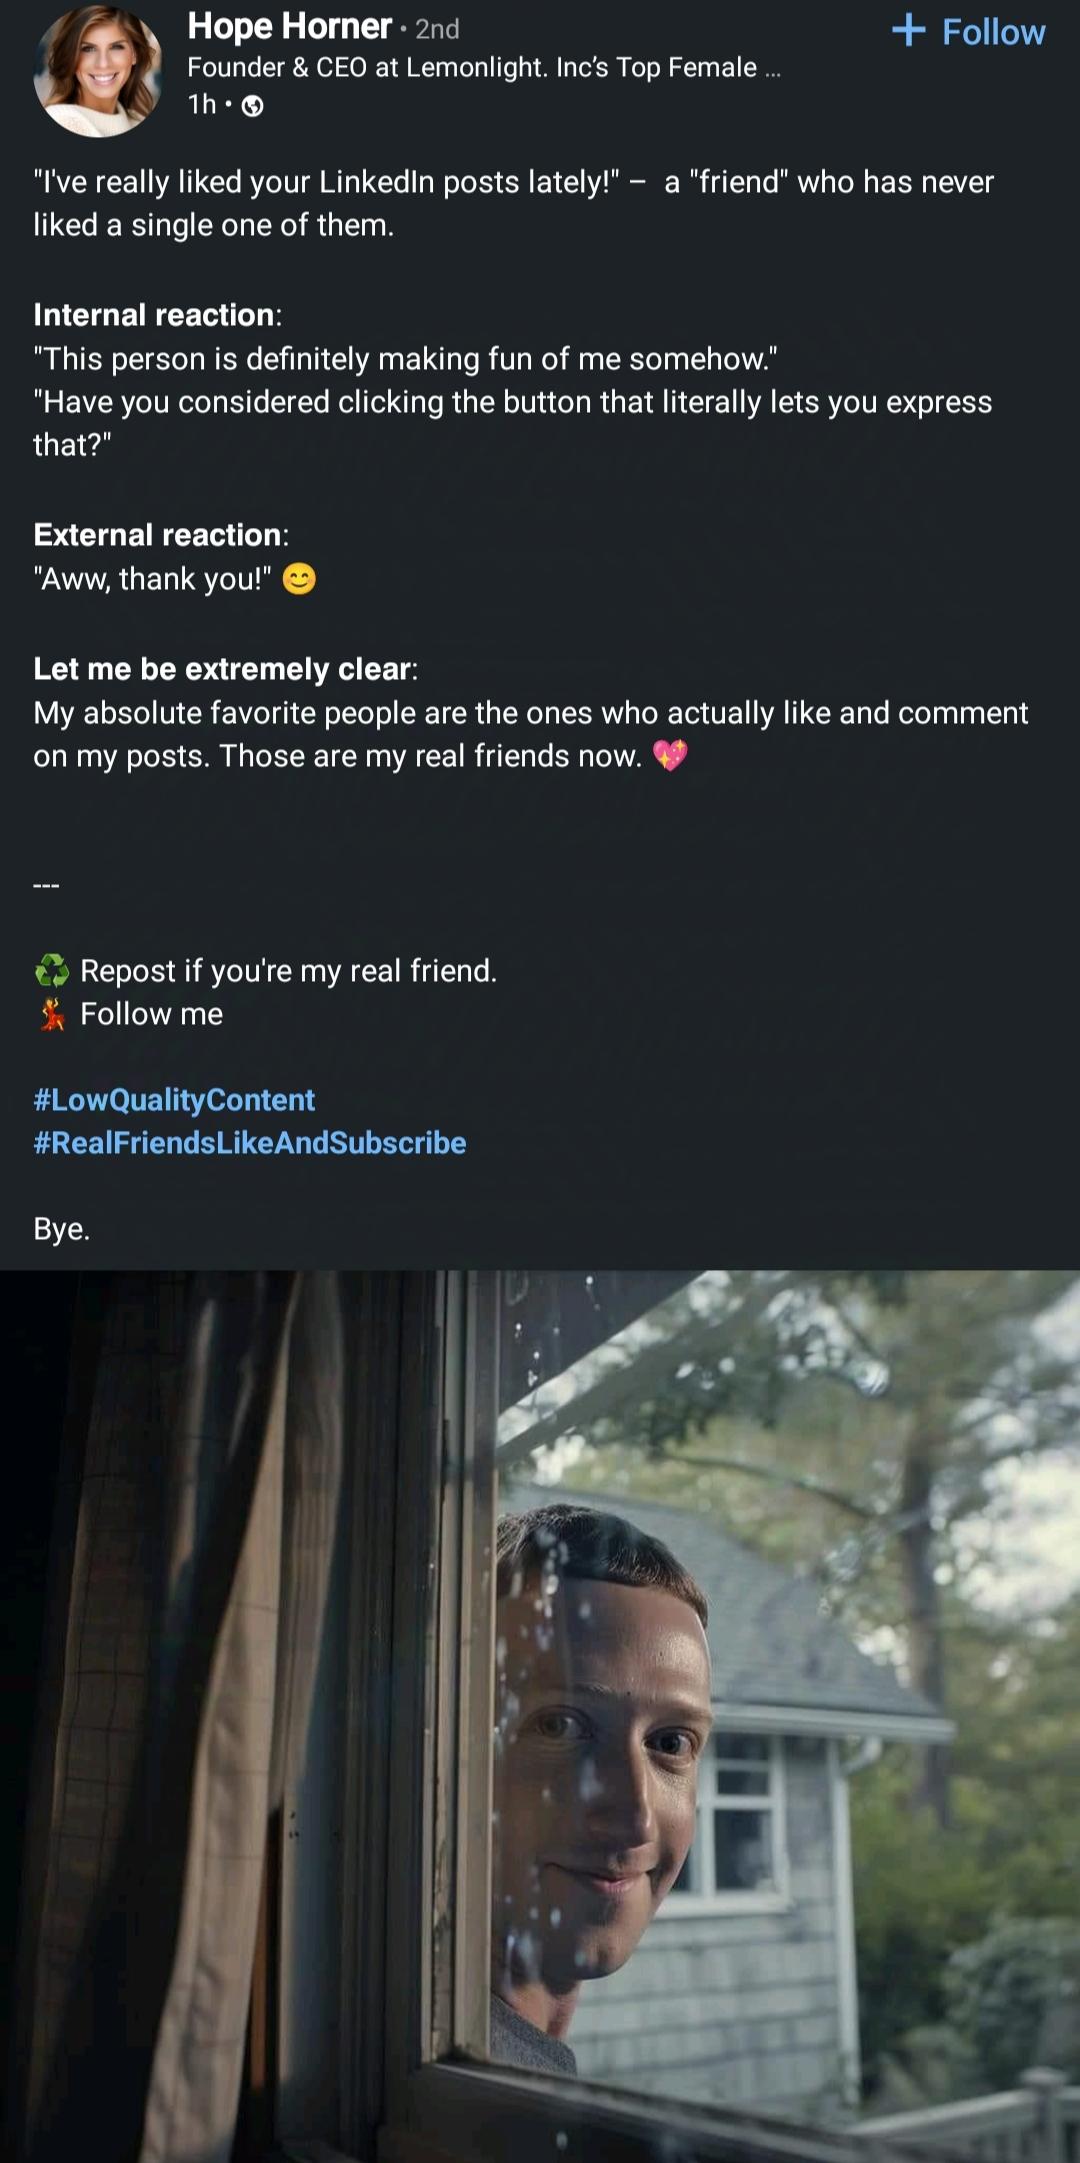 Hope Horner • 2nd
+ Follow
Founder & CEO at Lemonlight. Inc’s Top Female ...
1h •
"I've really liked your LinkedIn posts lately!" – a "friend" who has never
liked a single one of them.
Internal reaction:
"This person is definitely making fun of me somehow."
"Have you considered clicking the button that literally lets you express
that?"
External reaction:
"Aww, thank you!" 😊
Let me be extremely clear:
My absolute favorite people are the ones who actually like and comment
on my posts. Those are my real friends now. 💖
---
♻️ Repost if you're my real friend.
💃 Follow me
#LowQualityContent
#RealFriendsLikeAndSubscribe
Bye.